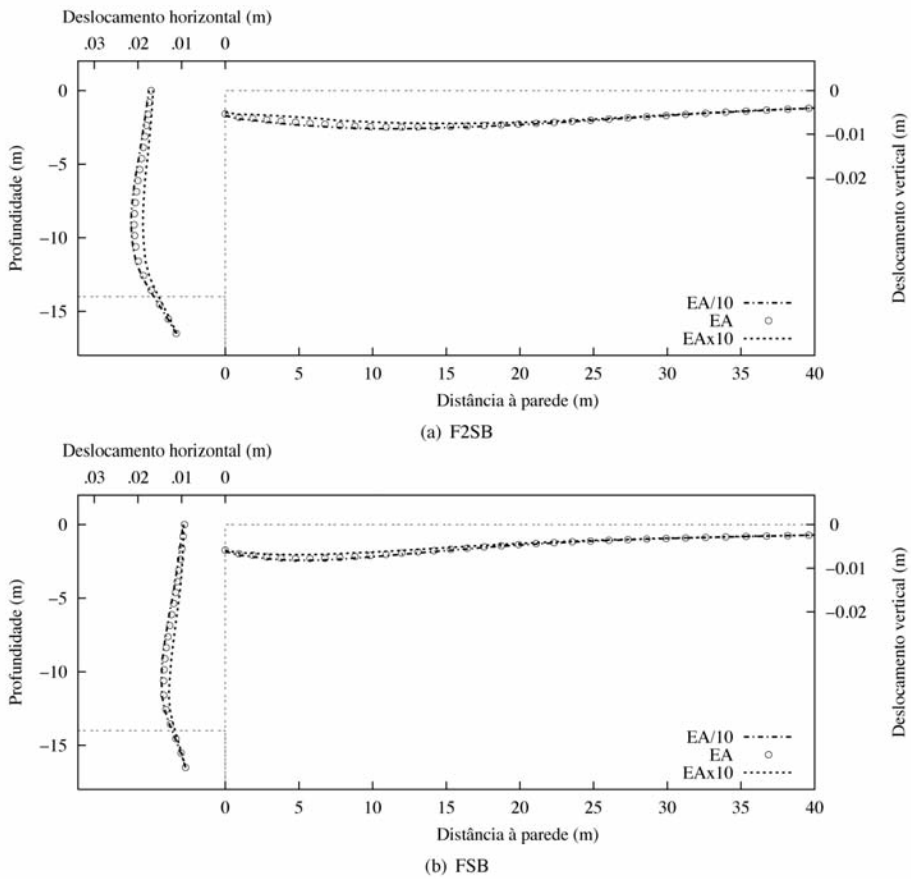 Deslocamento horizontal (m)
.03 .02 .01 0
Profundidade (m)
0
−5
−10
−15
0
−0.01
−0.02
Deslocamento vertical (m)
EA/10
EA
EAx10
0 5 10 15 20 25 30 35 40
Distância à parede (m)
(a) F2SB
Deslocamento horizontal (m)
.03 .02 .01 0
Profundidade (m)
0
−5
−10
−15
0
−0.01
−0.02
Deslocamento vertical (m)
EA/10
EA
EAx10
0 5 10 15 20 25 30 35 40
Distância à parede (m)
(b) FSB